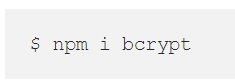 $ npm i bcrypt